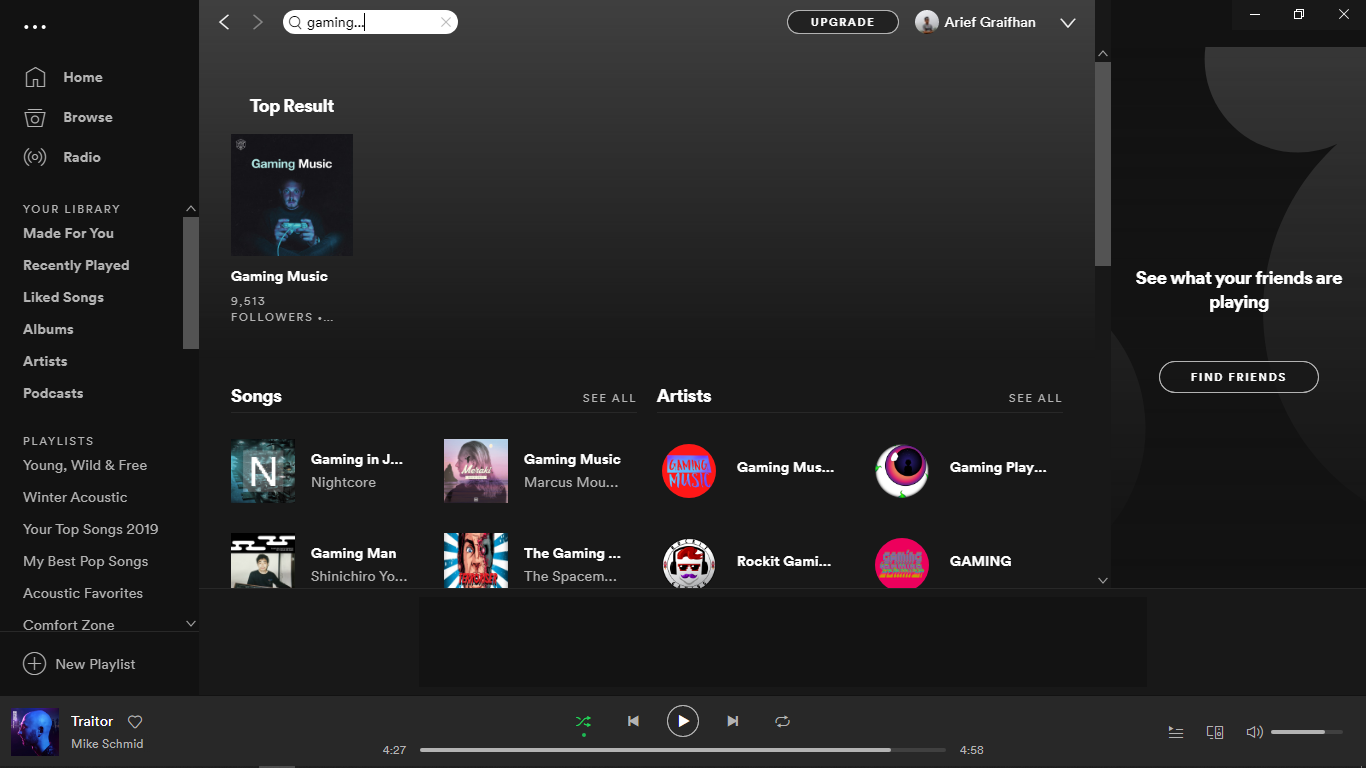 gaming...
UPGRADE
Arief Graifhan
Home
Browse
Radio
YOUR LIBRARY
Made For You
Recently Played
Liked Songs
Albums
Artists
Podcasts
PLAYLISTS
Young, Wild & Free
Winter Acoustic
Your Top Songs 2019
My Best Pop Songs
Acoustic Favorites
Comfort Zone
New Playlist
Top Result
Gaming Music
Gaming Music
9,513
FOLLOWERS •...
Songs
SEE ALL
N
Gaming in J...
Nightcore
Meraki
Gaming Music
Marcus Mou...
Gaming Man
Shinichiro Yo...
The Gaming ...
The Spacem...
Artists
SEE ALL
GAMING
MUSIC
Gaming Mus...
Gaming Play...
ROCKIT
GAMING
Rockit Gami...
GAMING
See what your friends are
playing
FIND FRIENDS
Traitor
Mike Schmid
4:27
4:58